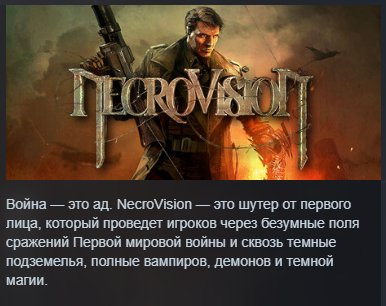 NECROVISION
Война — это ад. NecroVision — это шутер от первого
лица, который проведет игроков через безумные поля
сражений Первой мировой войны и сквозь темные
подземелья, полные вампиров, демонов и темной
магии.